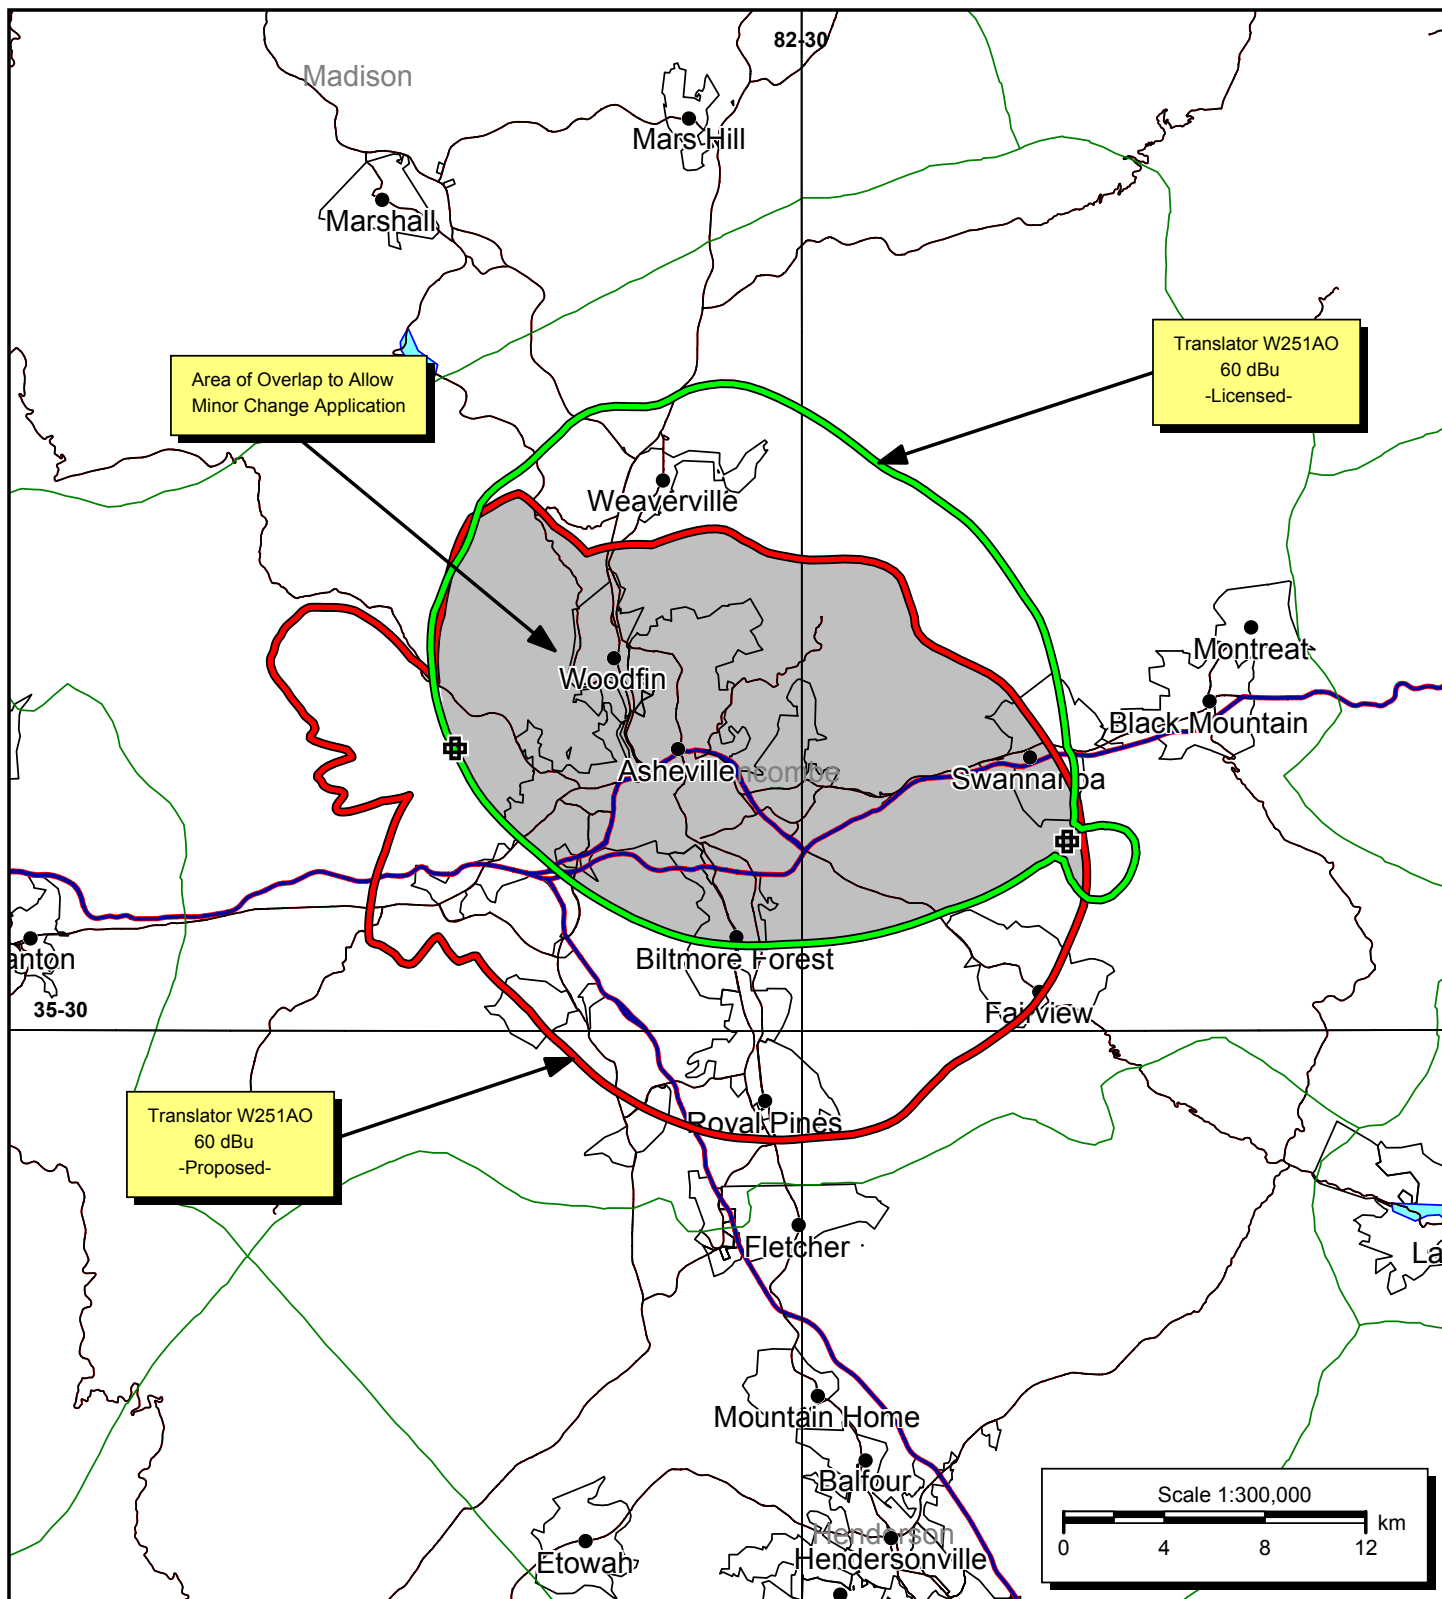 82-30
Madison
Mars Hill
Marshall
Translator W251AO
60 dBu
-Licensed-
Area of Overlap to Allow
Minor Change Application
Weaverville
Montreat
Woodfin
Black Mountain
Asheville
ncombe
Swannanoa
Biltmore Forest
anton
35-30
Fairview
Translator W251AO
60 dBu
-Proposed-
Royal Pines
Fletcher
La
Mountain Home
Balfour
Scale 1:300,000
km
0 4 8 12
Henderson
Hendersonville
Etowah